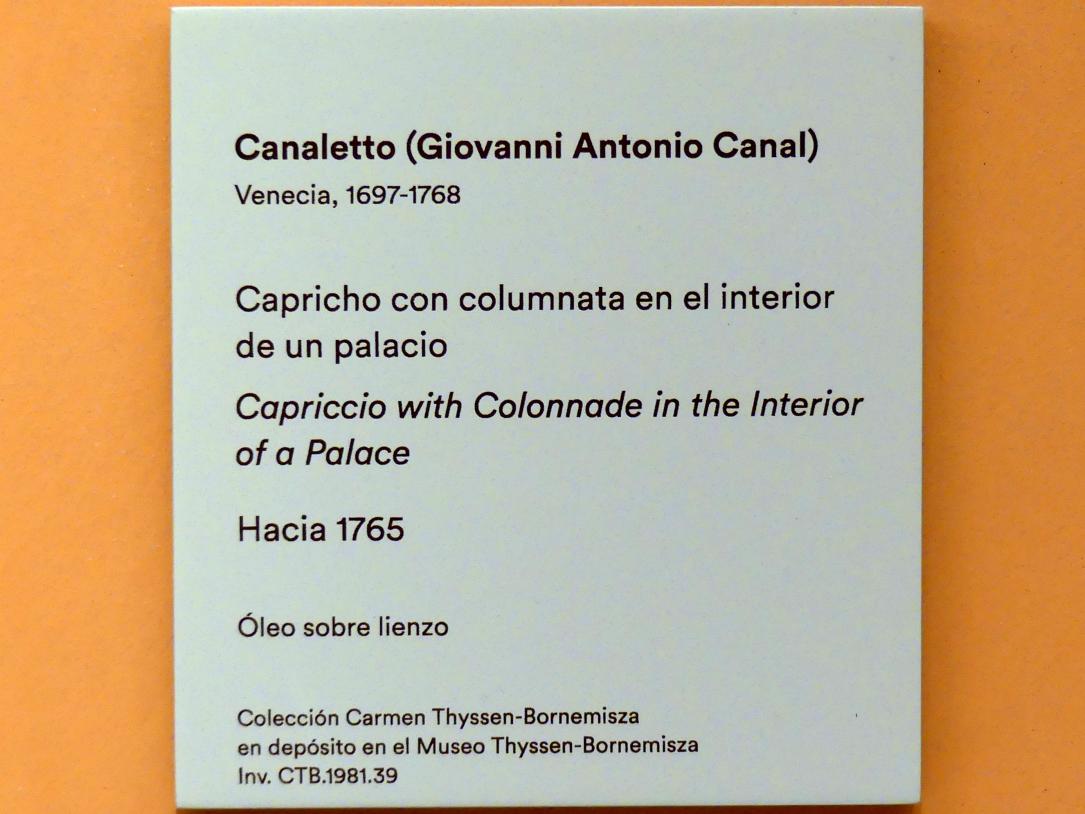 Canaletto (Giovanni Antonio Canal)
Venecia, 1697-1768
Capricho con columnata en el interior
de un palacio
Capriccio with Colonnade in the Interior
of a Palace
Hacia 1765
Óleo sobre lienzo
Colección Carmen Thyssen-Bornemisza
en depósito en el Museo Thyssen-Bornemisza
Inv. CTB.1981.39